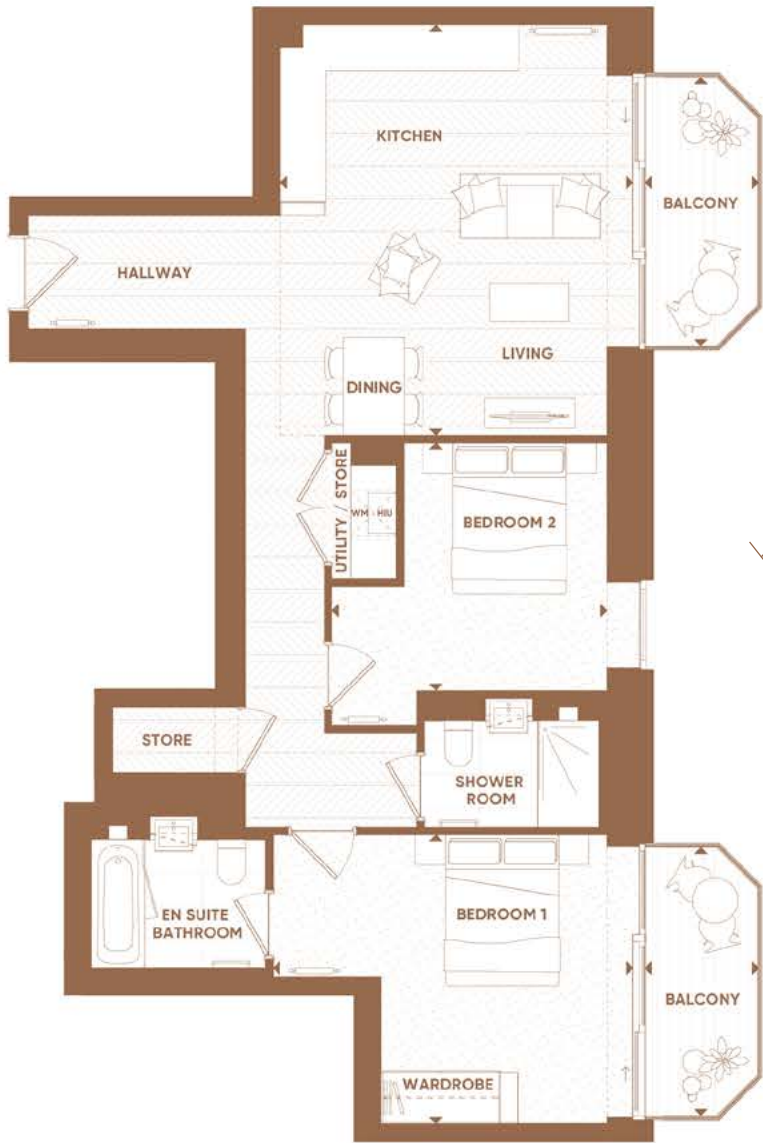 KITCHEN
BALCONY
HALLWAY
LIVING
DINING
UTILITY / STORE
WM
HIU
BEDROOM 2
STORE
SHOWER
ROOM
EN SUITE
BATHROOM
BEDROOM 1
BALCONY
WARDROBE